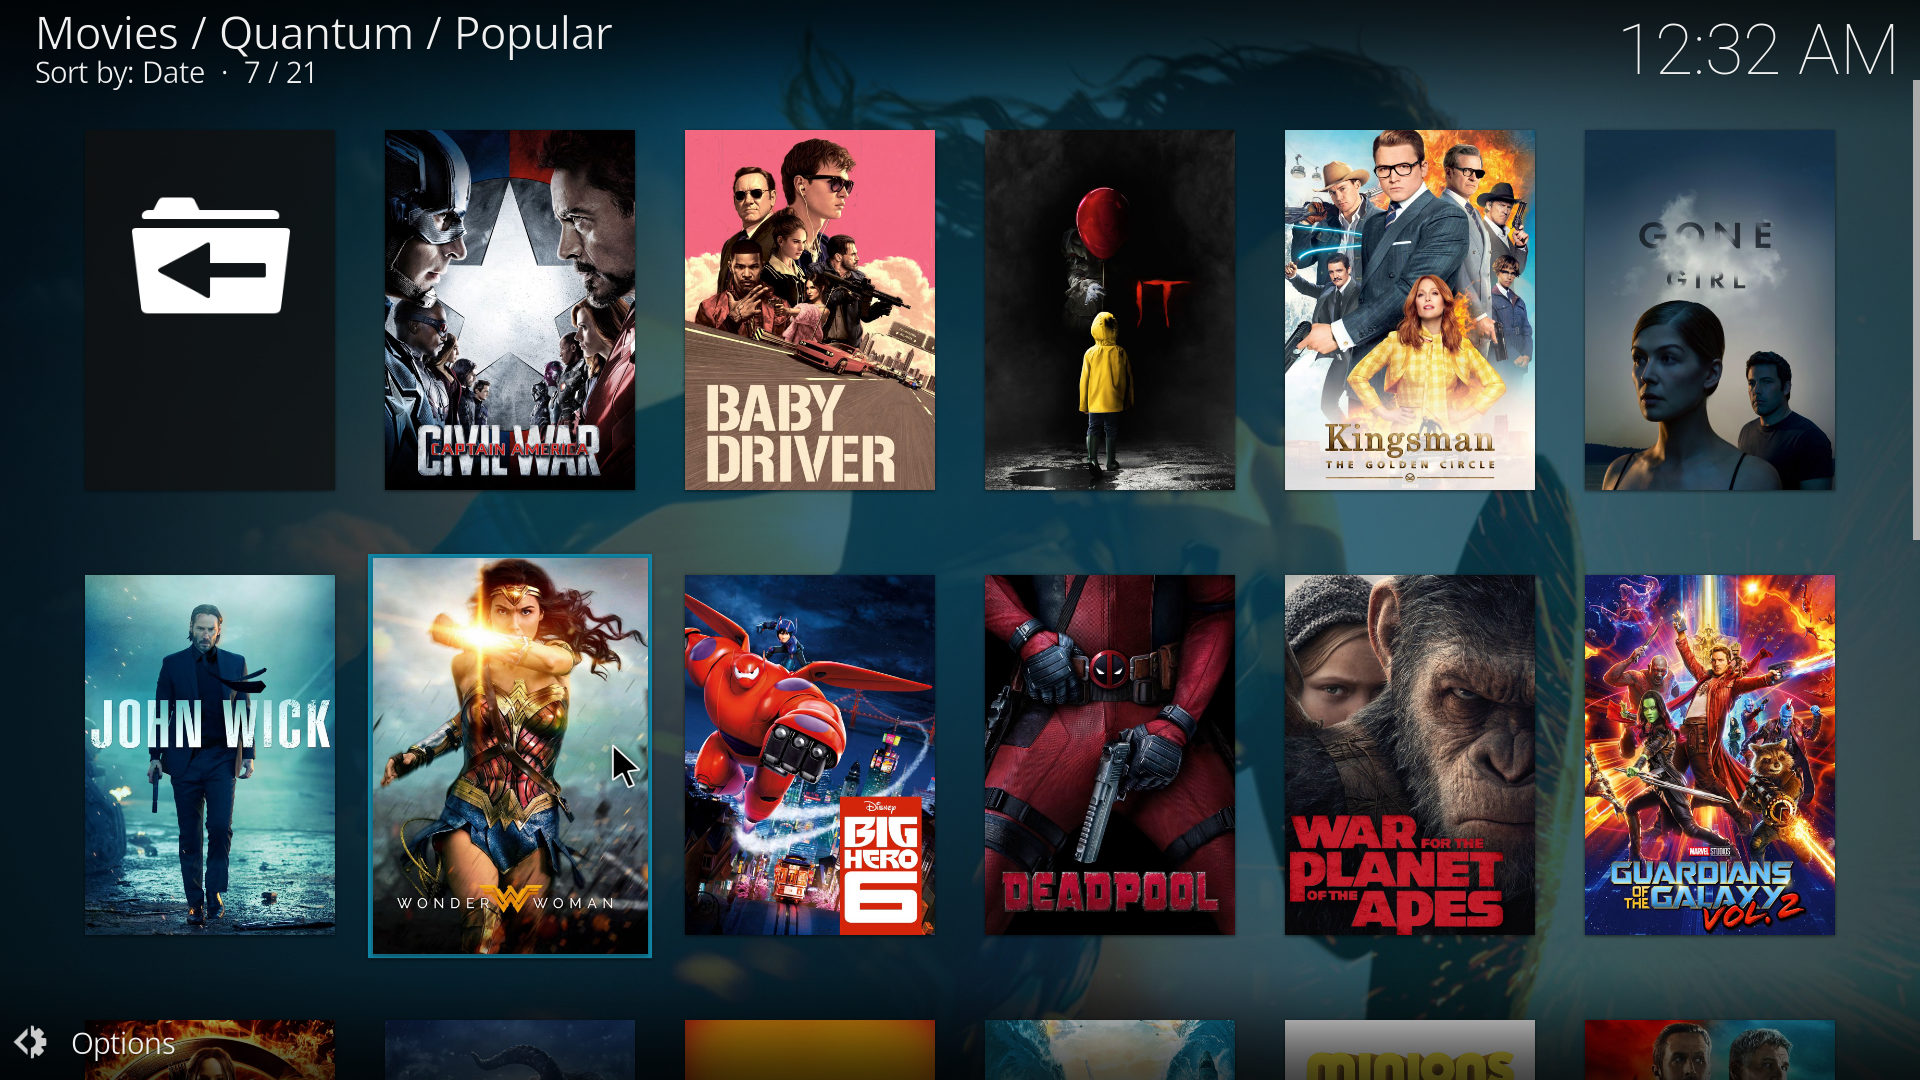 Movies / Quantum / Popular
Sort by: Date · 7 / 21
12:32 AM
CIVIL WAR
CAPTAIN AMERICA
BABY
DRIVER
IT
Kingsman
THE GOLDEN CIRCLE
GONE
GIRL
JOHN WICK
WONDER W WOMAN
Disney
BIG
HERO
6
DEADPOOL
WAR FOR THE
PLANET
OF THE APES
MARVEL STUDIOS
GUARDIANS
OF THE GALAXY
VOL. 2
Options
minions